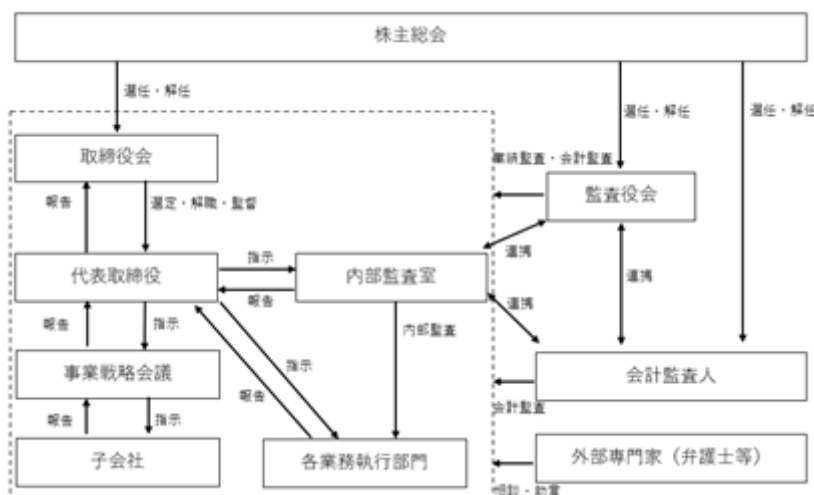 株主総会
選任・解任
選任・解任
選任・解任
取締役会
業績監査・会計監査
監査役会
報告
選定・解職・監督
連携
代表取締役
指示
報告
内部監査室
連携
連携
報告
指示
内部監査
事業戦略会議
指示
報告
会計監査人
会計監査
報告
指示
子会社
各業務執行部門
外部専門家（弁護士等）
相談・助言